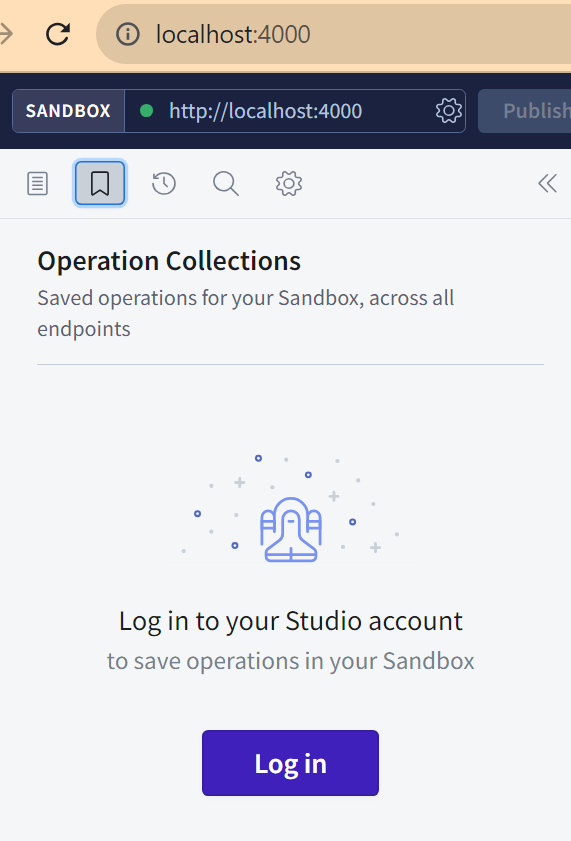 localhost:4000
SANDBOX http://localhost:4000 Publish
Operation Collections
Saved operations for your Sandbox, across all
endpoints
Log in to your Studio account
to save operations in your Sandbox
Log in